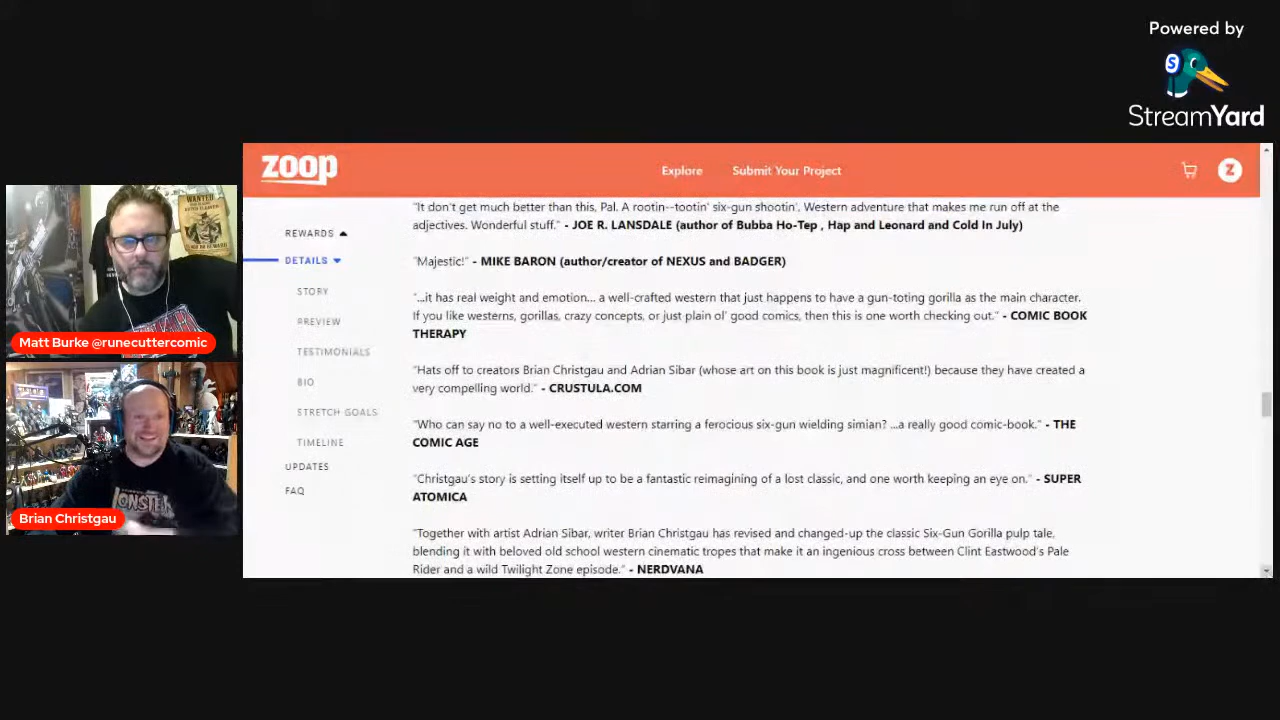 Powered by
S
StreamYard
zoop
Explore
Submit Your Project
Z
REWARDS
DETAILS
STORY
PREVIEW
TESTIMONIALS
BIO
STRETCH GOALS
TIMELINE
UPDATES
FAQ
"It don't get much better than this, Pal. A rootin--tootin' six-gun shootin', Western adventure that makes me run off at the
adjectives. Wonderful stuff." - JOE R. LANSDALE (author of Bubba Ho-Tep , Hap and Leonard and Cold In July)
"Majestic!" - MIKE BARON (author/creator of NEXUS and BADGER)
"...it has real weight and emotion... a well-crafted western that just happens to have a gun-toting gorilla as the main character.
If you like westerns, gorillas, crazy concepts, or just plain ol' good comics, then this is one worth checking out." - COMIC BOOK
THERAPY
"Hats off to creators Brian Christgau and Adrian Sibar (whose art on this book is just magnificent!) because they have created a
very compelling world." - CRUSTULA.COM
"Who can say no to a well-executed western starring a ferocious six-gun wielding simian? ...a really good comic-book." - THE
COMIC AGE
"Christgau's story is setting itself up to be a fantastic reimagining of a lost classic, and one worth keeping an eye on." - SUPER
ATOMICA
"Together with artist Adrian Sibar, writer Brian Christgau has revised and changed-up the classic Six-Gun Gorilla pulp tale,
blending it with beloved old school western cinematic tropes that make it an ingenious cross between Clint Eastwood's Pale
Rider and a wild Twilight Zone episode." - NERDVANA
WANTED
Matt Burke @runecuttercomic
Brian Christgau